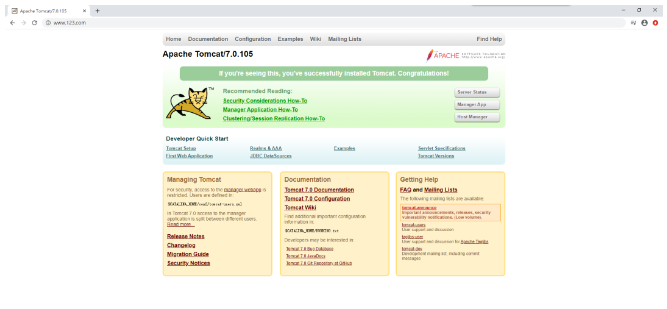 Apache Tomcat/7.0.105
www.123.com
Home Documentation Configuration Examples Wiki Mailing Lists Find Help
Apache Tomcat/7.0.105
APACHE
If you're seeing this, you've successfully installed Tomcat. Congratulations!
TM
Recommended Reading:
Security Considerations How-To
Manager Application How-To
Clustering/Session Replication How-To
Server Status
Manager App
Host Manager
Developer Quick Start
Tomcat Setup
First Web Application
Realms & AAA
JDBC DataSources
Examples
Servlet Specifications
Tomcat Versions
Managing Tomcat
For security, access to the manager webapp is
restricted. Users are defined in:
$CATALINA_HOME/conf/tomcat-users.xml
In Tomcat 7.0 access to the manager
application is split between different users.
Read more...
Release Notes
Changelog
Migration Guide
Security Notices
Documentation
Tomcat 7.0 Documentation
Tomcat 7.0 Configuration
Tomcat Wiki
Find additional important configuration
information in:
$CATALINA_HOME/RUNNING.txt
Developers may be interested in:
Tomcat 7.0 Bug Database
Tomcat 7.0 JavaDocs
Tomcat 7.0 Git Repository at GitHub
Getting Help
FAQ and Mailing Lists
The following mailing lists are available:
tomcat-announce
Important announcements, releases, security
vulnerability notifications. (Low volume).
tomcat-users
User support and discussion
taglibs-user
User support and discussion for Apache Taglibs
tomcat-dev
Development mailing list, including commit
messages